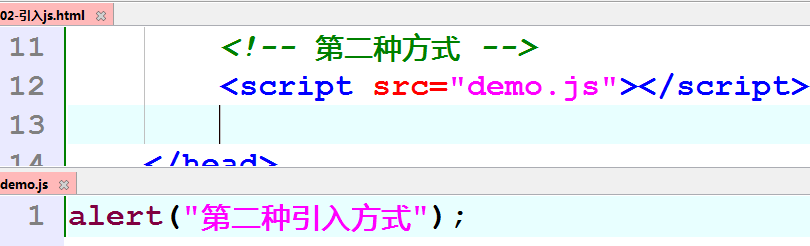 02-引入js.html
11 <!-- 第二种方式 -->
12 <script src="demo.js"></script>
13
14 </head>
demo.js
1 alert("第二种引入方式");